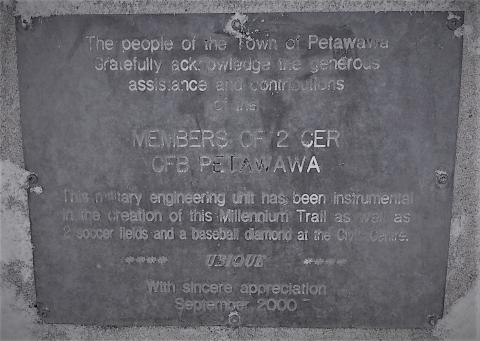 The people of the Town of Petawawa
Gratefully acknowledge the generous
assistance and contributions
of the
MEMBERS OF 2 CER
CFB PETAWAWA
This military engineering unit has been instrumental
in the creation of this Millennium Trail as well as
2 soccer fields and a baseball diamond at the Civic Centre.
**** UBIQUE ****
With sincere appreciation
September 2000